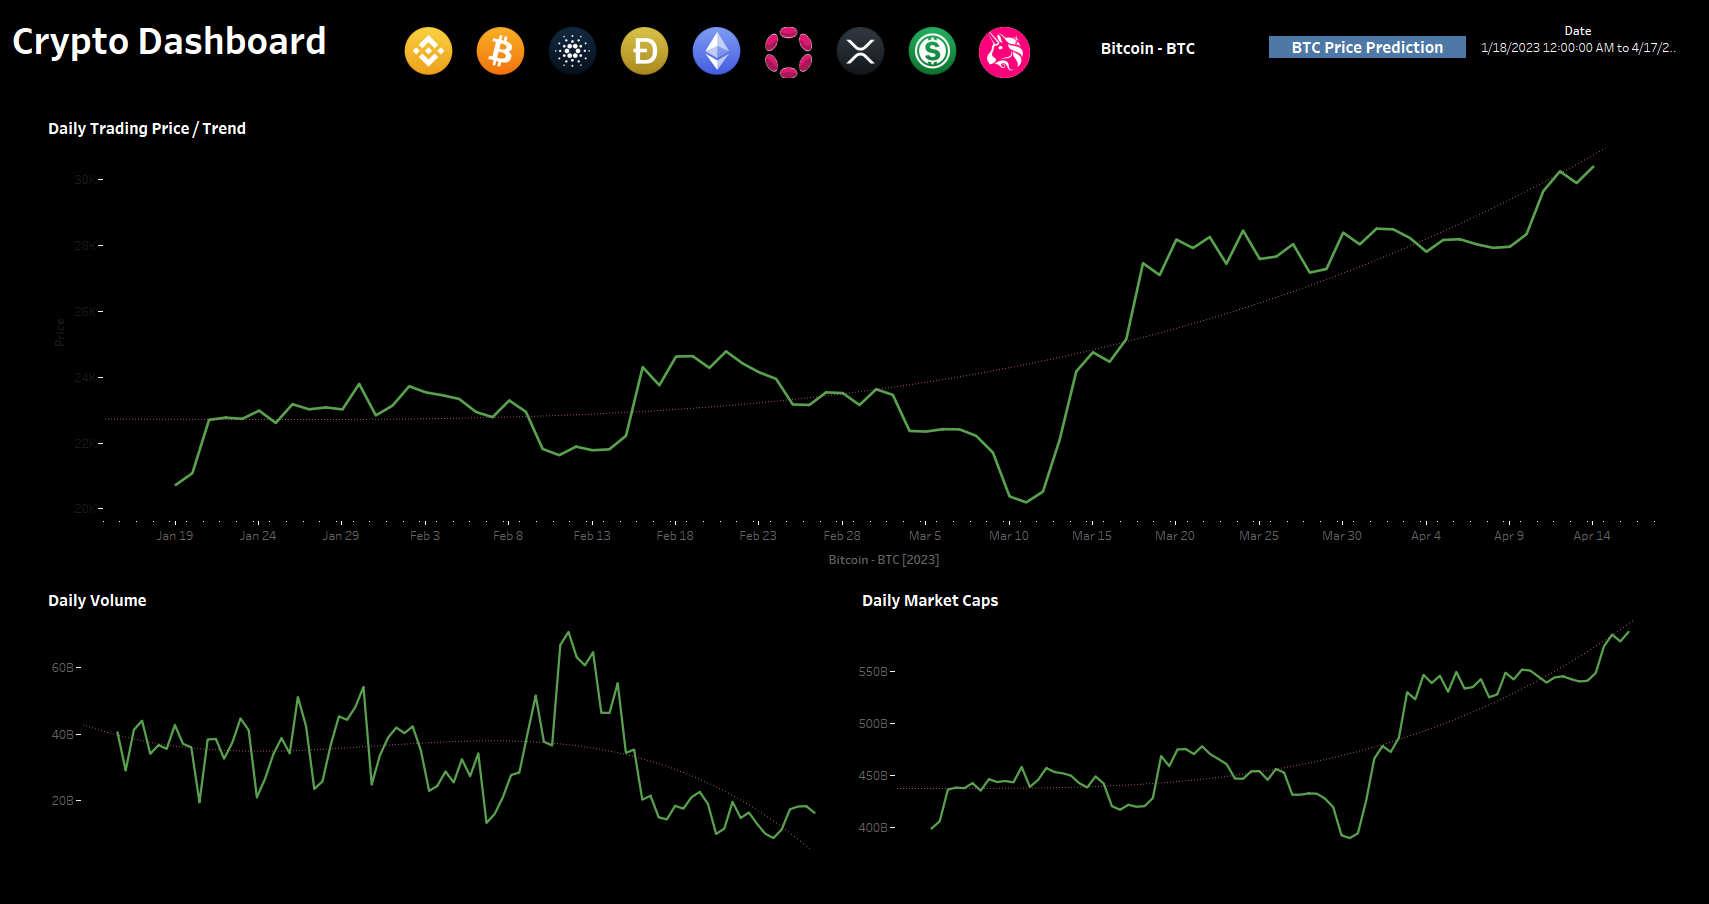 Crypto Dashboard
Bitcoin - BTC
BTC Price Prediction
Date
1/18/2023 12:00:00 AM to 4/17/2..
Daily Trading Price / Trend
30K
28K
26K
24K
22K
20K
Price
Jan 19 Jan 24 Jan 29 Feb 3 Feb 8 Feb 13 Feb 18 Feb 23 Feb 28 Mar 5 Mar 10 Mar 15 Mar 20 Mar 25 Mar 30 Apr 4 Apr 9 Apr 14
Bitcoin - BTC [2023]
Daily Volume
60B
40B
20B
Daily Market Caps
550B
500B
450B
400B